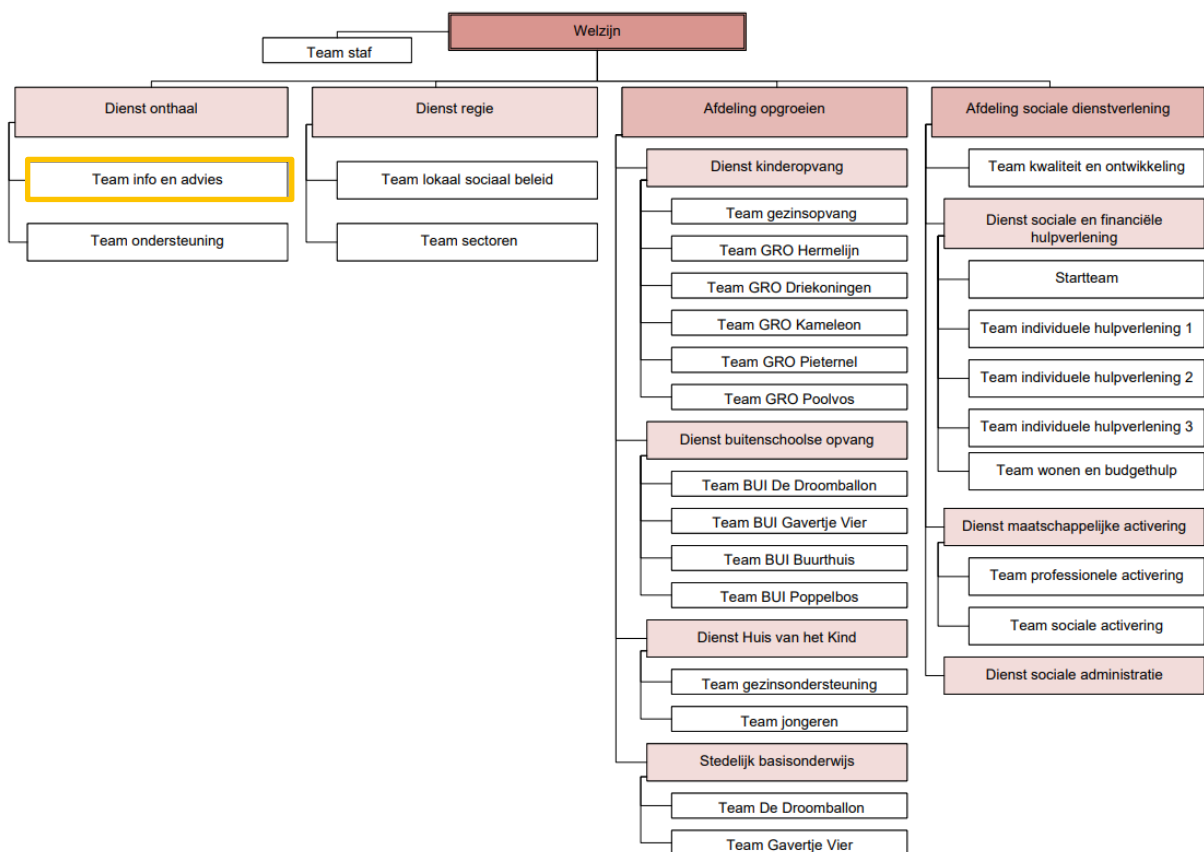 Welzijn
Team staf
Dienst onthaal
Team info en advies
Team ondersteuning
Dienst regie
Team lokaal sociaal beleid
Team sectoren
Afdeling opgroeien
Dienst kinderopvang
Team gezinsopvang
Team GRO Hermelijn
Team GRO Driekoningen
Team GRO Kameleon
Team GRO Pieternel
Team GRO Poolvos
Dienst buitenschoolse opvang
Team BUI De Droomballon
Team BUI Gavertje Vier
Team BUI Buurthuis
Team BUI Poppelbos
Dienst Huis van het Kind
Team gezinsondersteuning
Team jongeren
Stedelijk basisonderwijs
Team De Droomballon
Team Gavertje Vier
Afdeling sociale dienstverlening
Team kwaliteit en ontwikkeling
Dienst sociale en financiële
hulpverlening
Startteam
Team individuele hulpverlening 1
Team individuele hulpverlening 2
Team individuele hulpverlening 3
Team wonen en budgethulp
Dienst maatschappelijke activering
Team professionele activering
Team sociale activering
Dienst sociale administratie